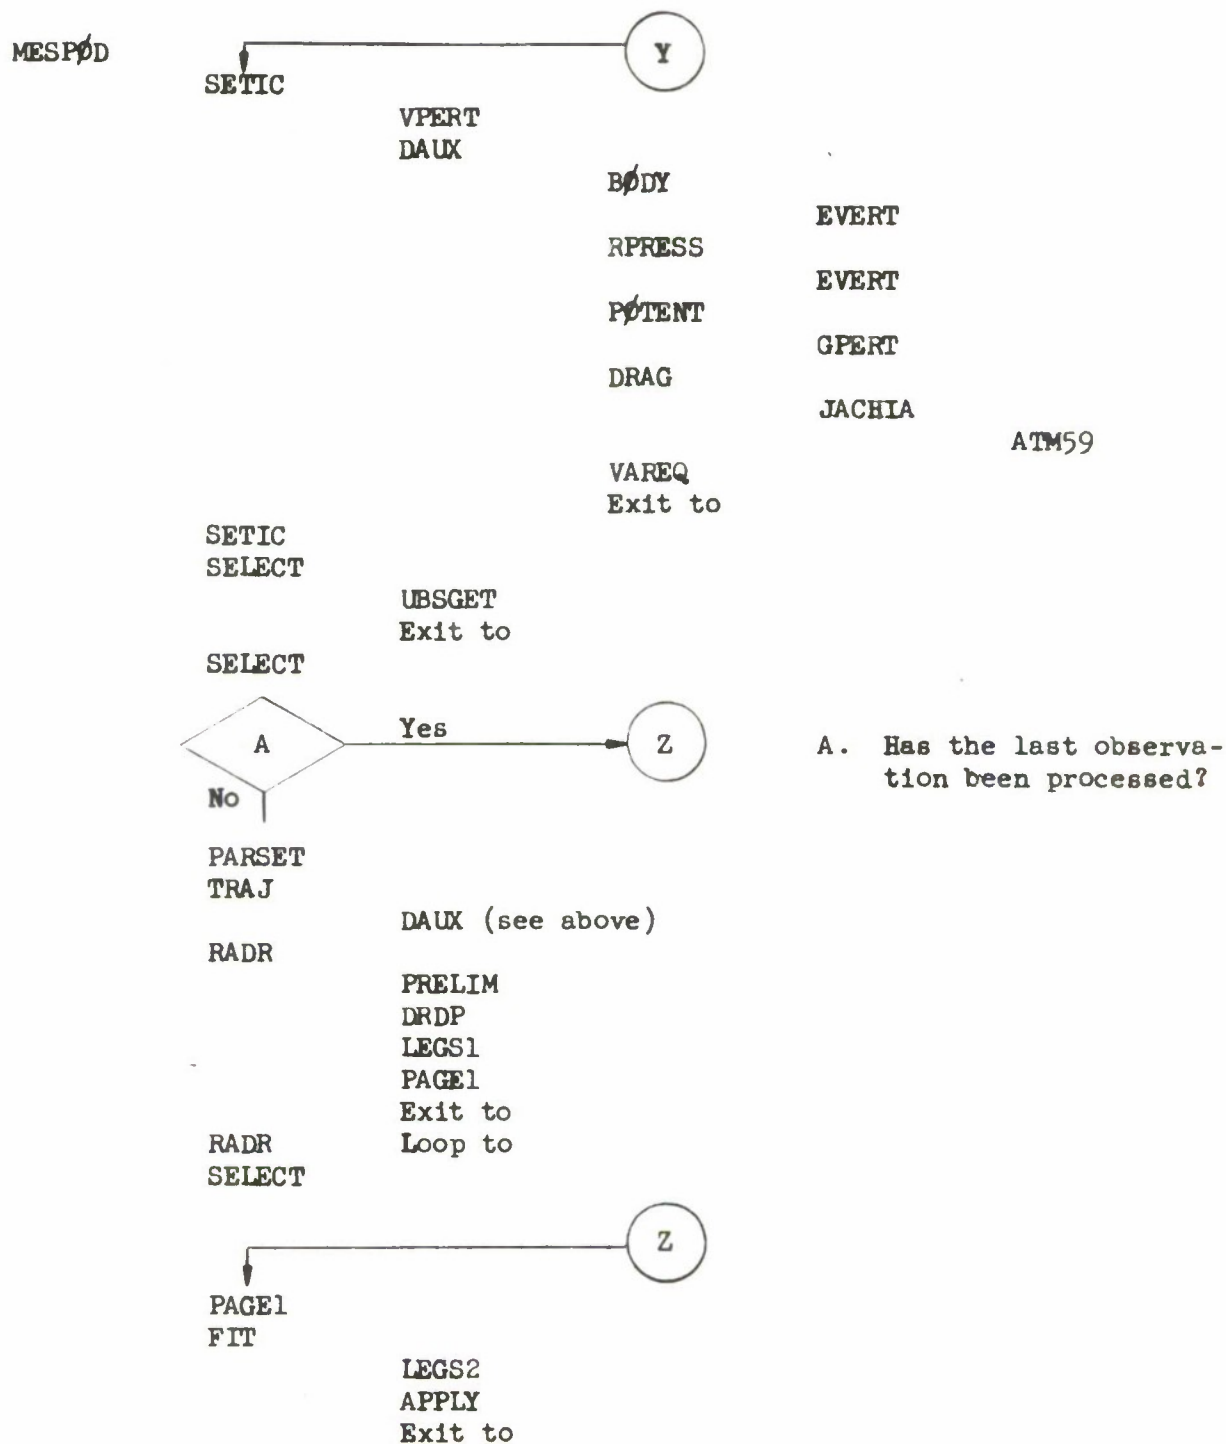 MESPØD
Y
SETIC
VPERT
DAUX
BØDY
EVERT
RPRESS
EVERT
PØTENT
GPERT
DRAG
JACHIA
ATM59
VAREQ
Exit to
SETIC
SELECT
UBSGET
Exit to
SELECT
A Yes Z
No
A. Has the last observa-
tion been processed?
PARSET
TRAJ
DAUX (see above)
RADR
PRELIM
DRDP
LEGS1
PAGE1
Exit to
RADR Loop to
SELECT
Z
PAGE1
FIT
LEGS2
APPLY
Exit to